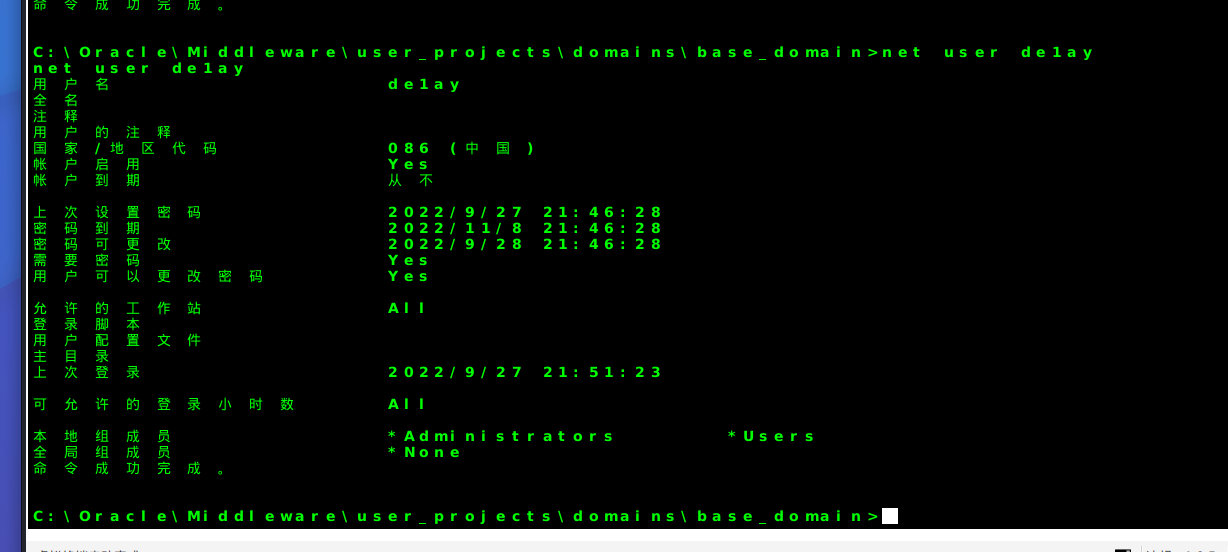 命令成功完成。
C:\Oracle\Middleware\user_projects\domains\base_domain>net user de1ay
net user de1ay
用户名 de1ay
全名
注释
用户的注释
国家/地区代码 086 (中国)
帐户启用 Yes
帐户到期 从不
上次设置密码 2022/9/27 21:46:28
密码到期 2022/11/8 21:46:28
密码可更改 2022/9/28 21:46:28
需要密码 Yes
用户可以更改密码 Yes
允许的工作站 All
登录脚本
用户配置文件
主目录
上次登录 2022/9/27 21:51:23
可允许的登录小时数 All
本地组成员 *Administrators *Users
全局组成员 *None
命令成功完成。
C:\Oracle\Middleware\user_projects\domains\base_domain>